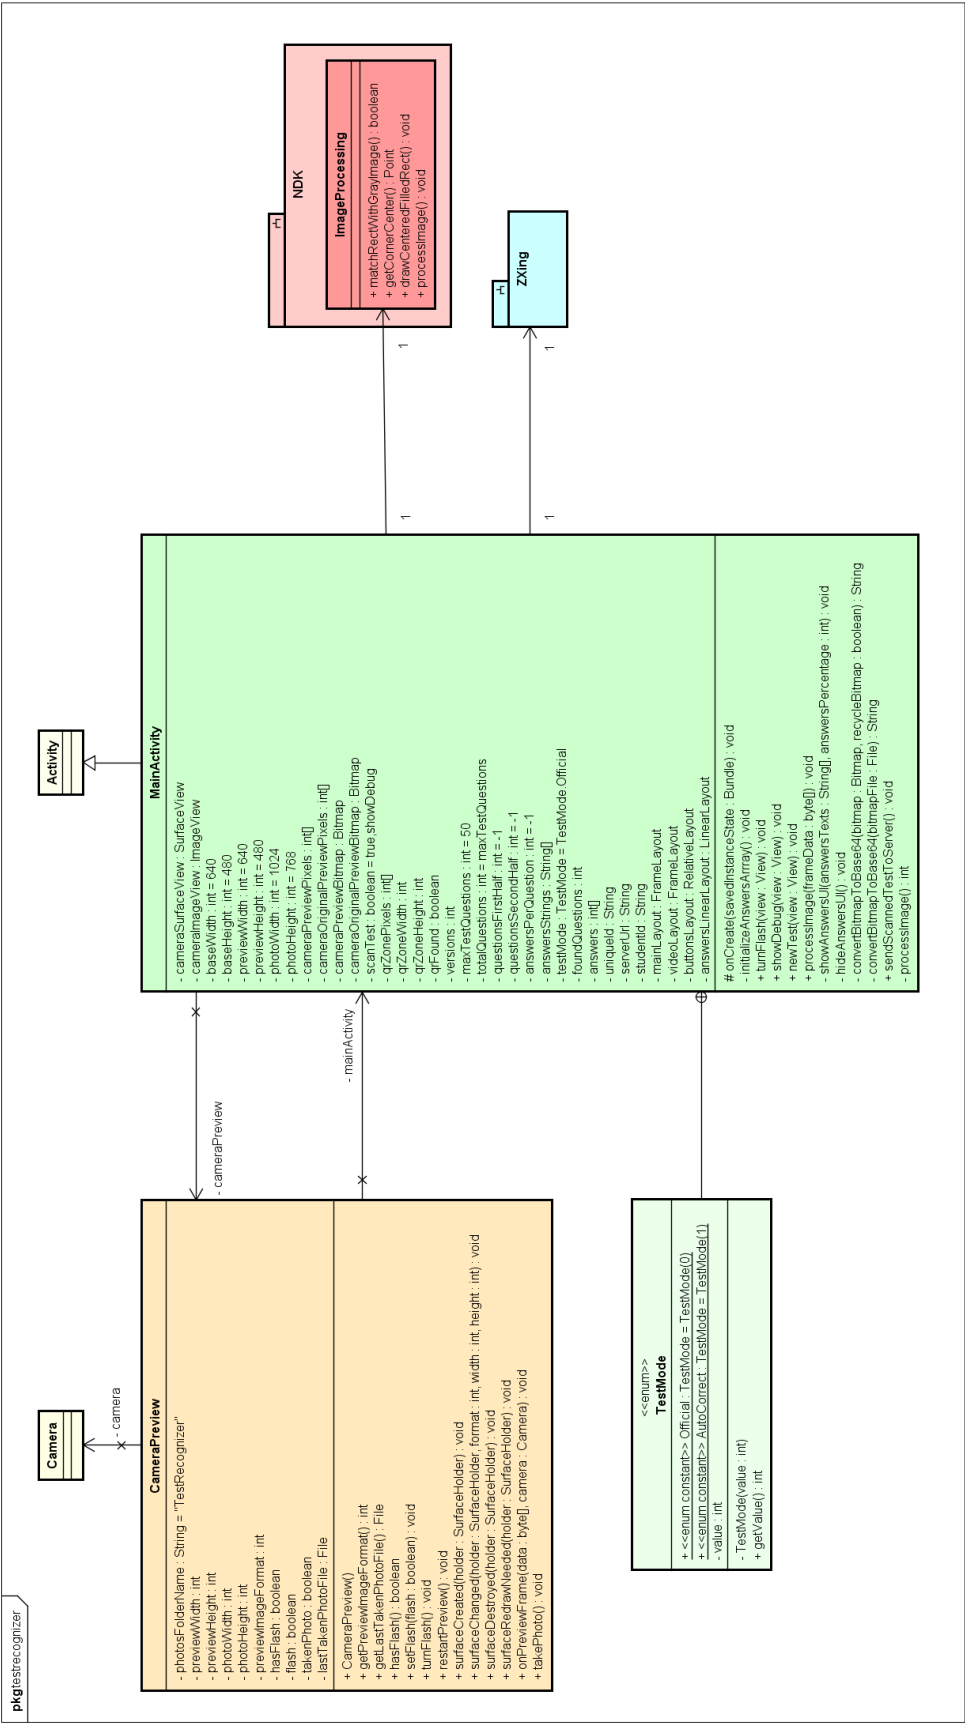 pkg testrecognizer
Camera
- camera
CameraPreview
- photosFolderName : String = "TestRecognizer"
- previewWidth : int
- previewHeight : int
- photoWidth : int
- photoHeight : int
- previewImageFormat : int
- hasFlash : boolean
- flash : boolean
- takenPhoto : boolean
- lastTakenPhotoFile : File
+ CameraPreview()
+ getPreviewImageFormat() : int
+ getLastTakenPhotoFile() : File
+ hasFlash() : boolean
+ setFlash(flash : boolean) : void
+ turnFlash() : void
+ restartPreview() : void
+ surfaceCreated(holder : SurfaceHolder) : void
+ surfaceChanged(holder : SurfaceHolder, format : int, width : int, height : int) : void
+ surfaceDestroyed(holder : SurfaceHolder) : void
+ surfaceRedrawNeeded(holder : SurfaceHolder) : void
+ onPreviewFrame(data : byte[], camera : Camera) : void
+ takePhoto() : void
- cameraPreview
- mainActivity
<<enum>>
TestMode
+ <<enum constant>> Official : TestMode = TestMode(0)
+ <<enum constant>> AutoCorrect : TestMode = TestMode(1)
- value : int
- TestMode(value : int)
+ getValue() : int
Activity
MainActivity
- cameraSurfaceView : SurfaceView
- cameraImageView : ImageView
- baseWidth : int = 640
- baseHeight : int = 480
- previewWidth : int = 640
- previewHeight : int = 480
- photoWidth : int = 1024
- photoHeight : int = 768
- cameraPreviewPixels : int[]
- cameraOriginalPreviewPixels : int[]
- cameraPreviewBitmap : Bitmap
- cameraOriginalPreviewBitmap : Bitmap
- scanTest : boolean = true,showDebug
- qrZonePixels : int[]
- qrZoneWidth : int
- qrZoneHeight : int
- qrFound : boolean
- versions : int
- maxTestQuestions : int = 50
- totalQuestions : int = maxTestQuestions
- questionsFirstHalf : int = -1
- questionsSecondHalf : int = -1
- answersPerQuestion : int = -1
- answersStrings : String[]
- testMode : TestMode = TestMode.Official
- foundQuestions : int
- answers : int[]
- uniqueId : String
- serverUrl : String
- studentId : String
- mainLayout : FrameLayout
- videoLayout : FrameLayout
- buttonsLayout : RelativeLayout
- answersLinearLayout : LinearLayout
# onCreate(savedInstanceState : Bundle) : void
- initializeAnswersArrray() : void
+ turnFlash(view : View) : void
+ showDebug(view : View) : void
+ newTest(view : View) : void
+ processImage(frameData : byte[]) : void
- showAnswersUI(answersTexts : String[], answersPercentage : int) : void
- hideAnswersUI() : void
- convertBitmapToBase64(bitmap : Bitmap, recycleBitmap : boolean) : String
- convertBitmapToBase64(bitmapFile : File) : String
+ sendScannedTestToServer() : void
- processImage() : int
1
1
1
1
NDK
ImageProcessing
+ matchRectWithGrayImage() : boolean
+ getCornerCenter() : Point
+ drawCenteredFilledRect() : void
+ processImage() : void
ZXing